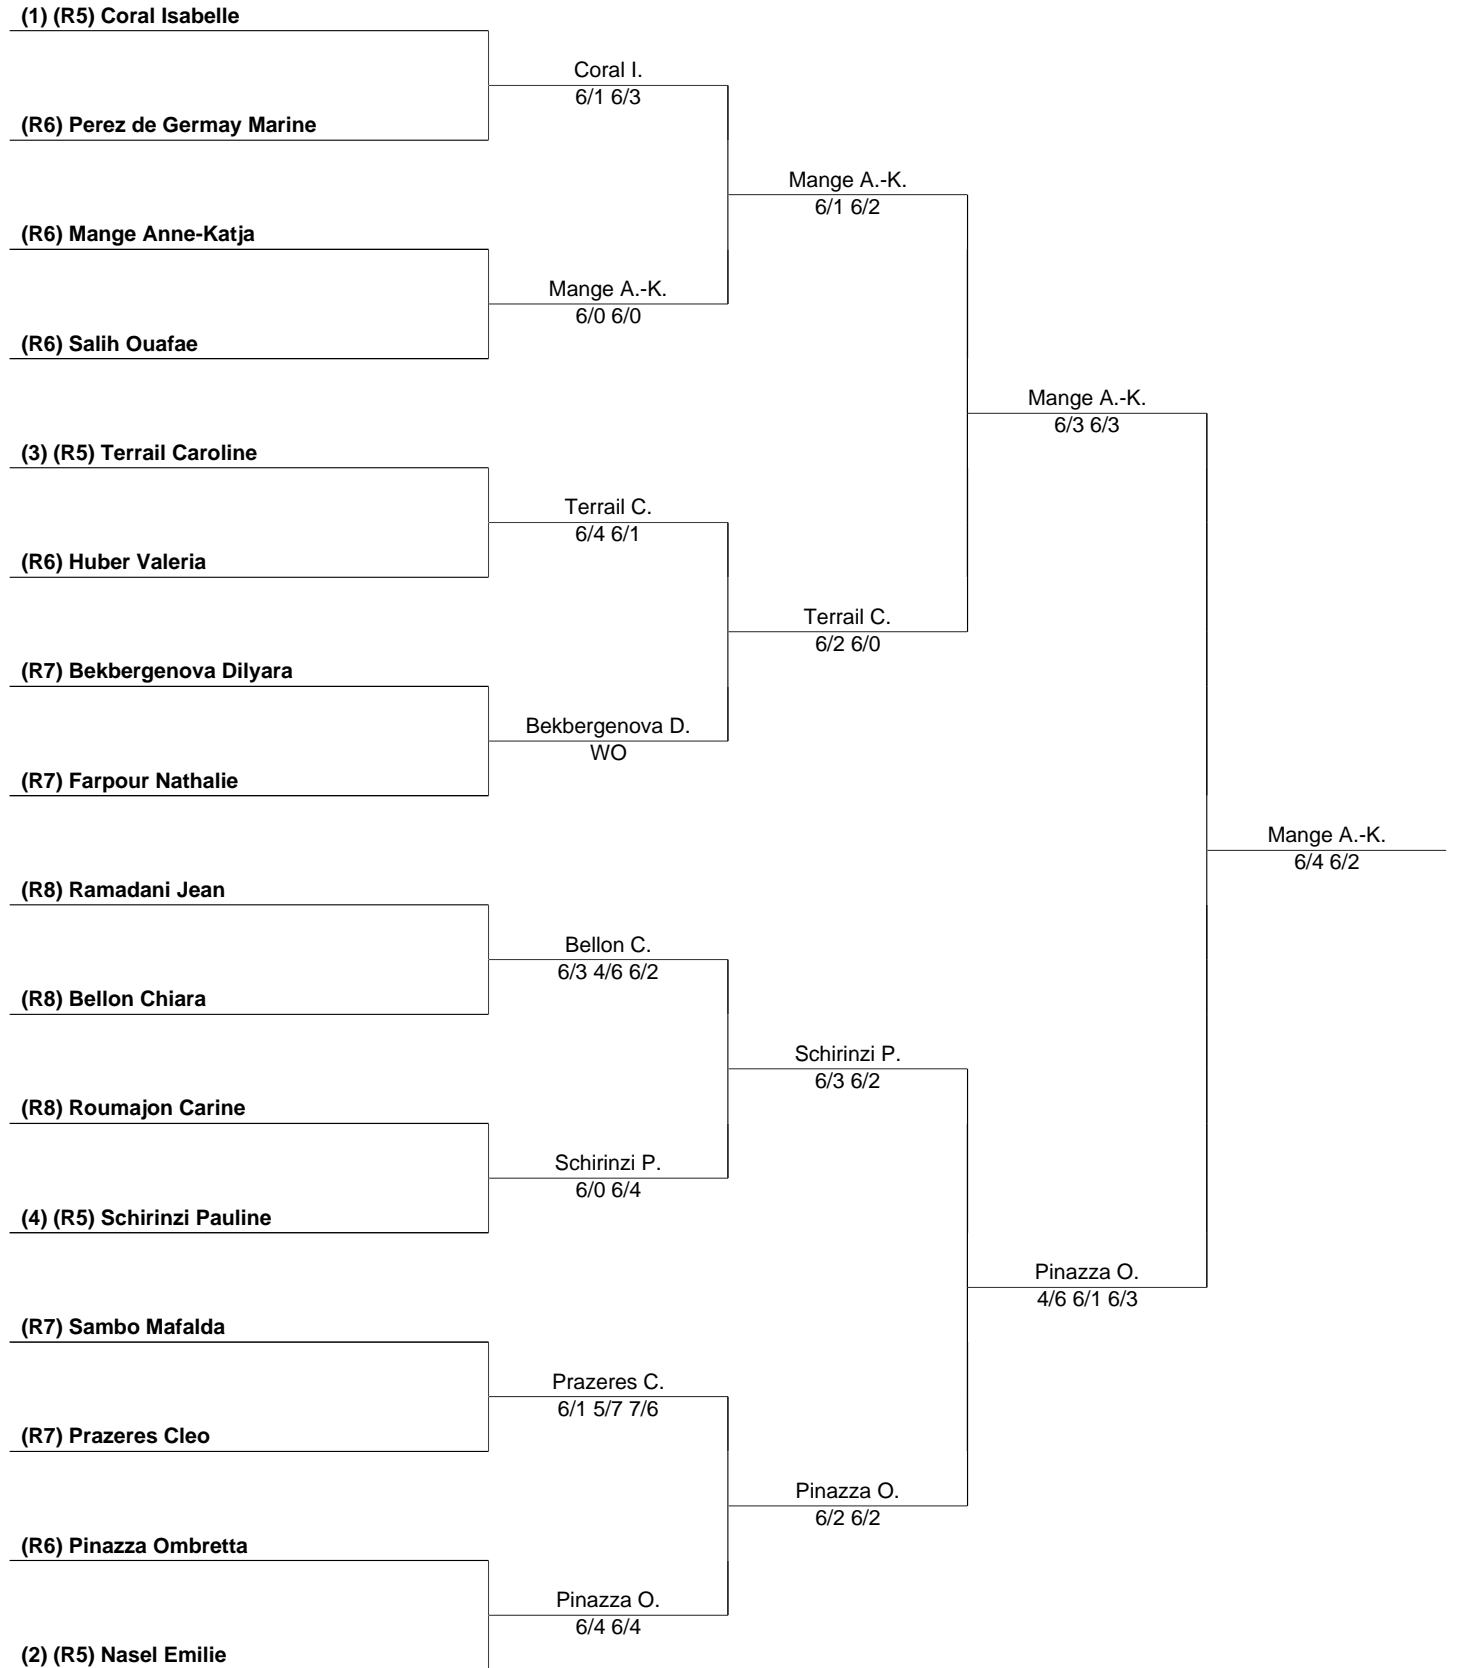 (1) (R5) Coral Isabelle
Coral I.
6/1 6/3
(R6) Perez de Germay Marine
Mange A.-K.
6/1 6/2
(R6) Mange Anne-Katja
Mange A.-K.
6/0 6/0
(R6) Salih Ouafae
Mange A.-K.
6/3 6/3
(3) (R5) Terrail Caroline
Terrail C.
6/4 6/1
(R6) Huber Valeria
Terrail C.
6/2 6/0
(R7) Bekbergenova Dilyara
Bekbergenova D.
WO
(R7) Farpour Nathalie
Mange A.-K.
6/4 6/2
(R8) Ramadani Jean
Bellon C.
6/3 4/6 6/2
(R8) Bellon Chiara
Schirinzi P.
6/3 6/2
(R8) Roumajon Carine
Schirinzi P.
6/0 6/4
(4) (R5) Schirinzi Pauline
Pinazza O.
4/6 6/1 6/3
(R7) Sambo Mafalda
Prazeres C.
6/1 5/7 7/6
(R7) Prazeres Cleo
Pinazza O.
6/2 6/2
(R6) Pinazza Ombretta
Pinazza O.
6/4 6/4
(2) (R5) Nasel Emilie